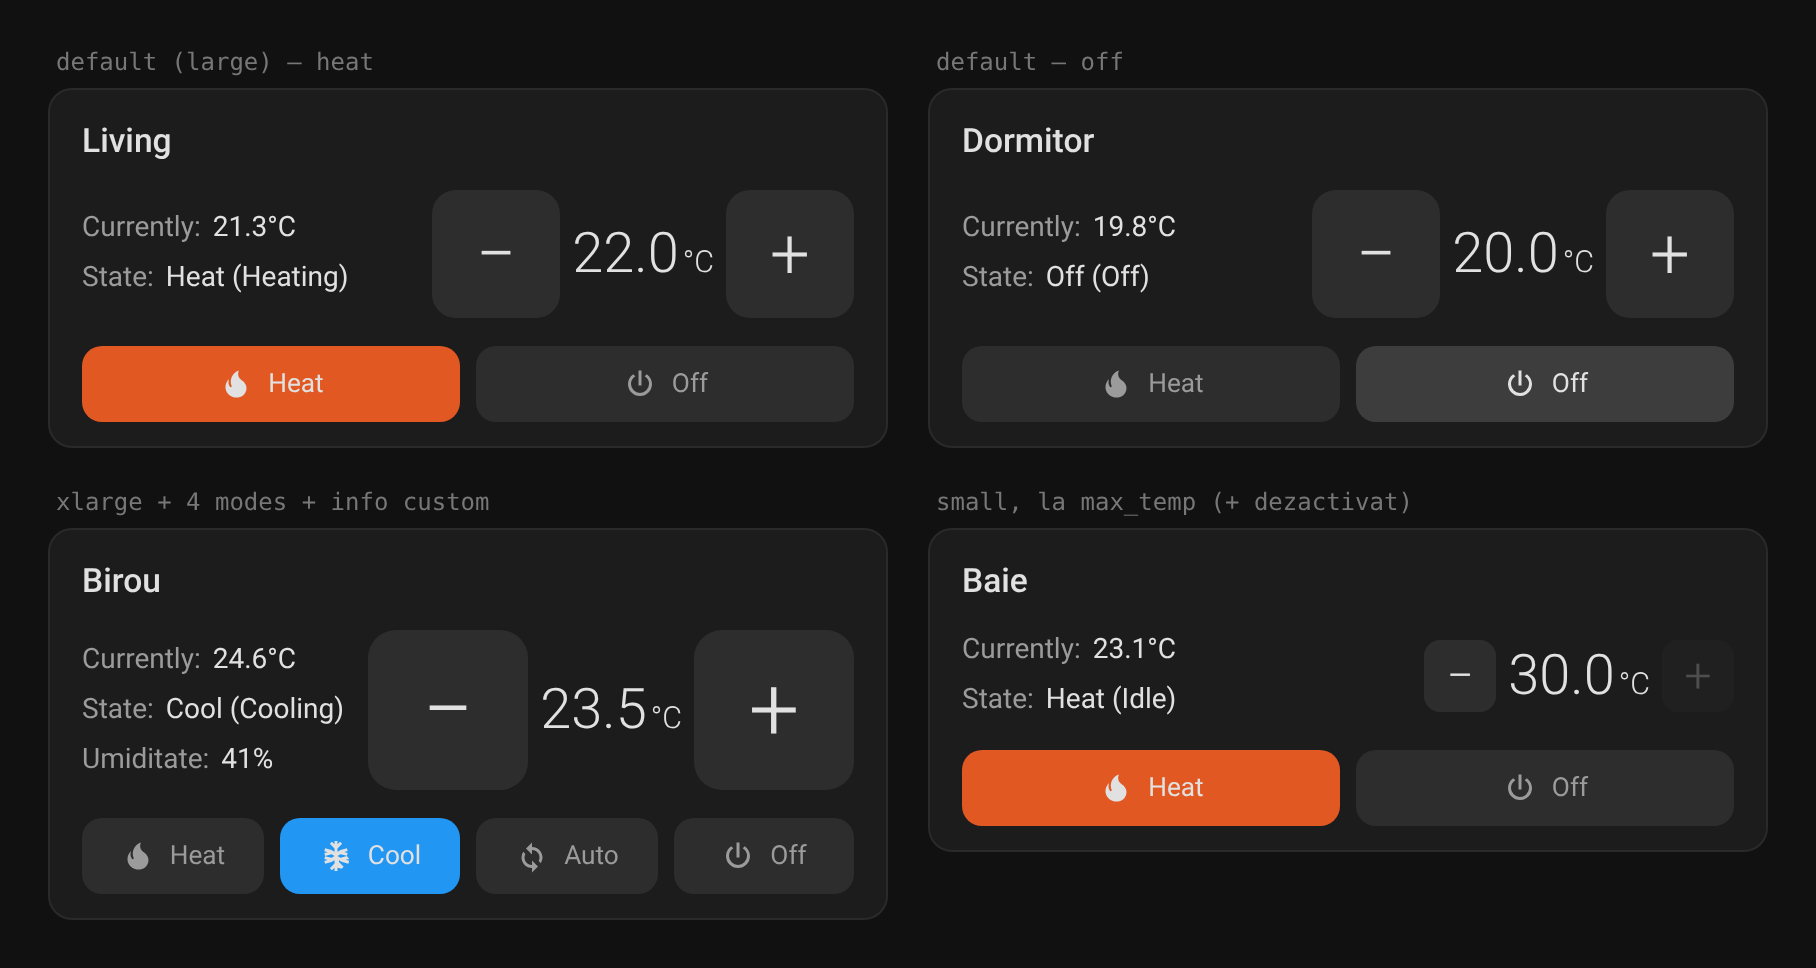 default (large) — heat
Living
Currently: 21.3°C
State: Heat (Heating)
− 22.0 °C +
Heat Off
default — off
Dormitor
Currently: 19.8°C
State: Off (Off)
− 20.0 °C +
Heat Off
xlarge + 4 modes + info custom
Birou
Currently: 24.6°C
State: Cool (Cooling)
Umiditate: 41%
− 23.5 °C +
Heat Cool Auto Off
small, la max_temp (+ dezactivat)
Baie
Currently: 23.1°C
State: Heat (Idle)
− 30.0 °C +
Heat Off